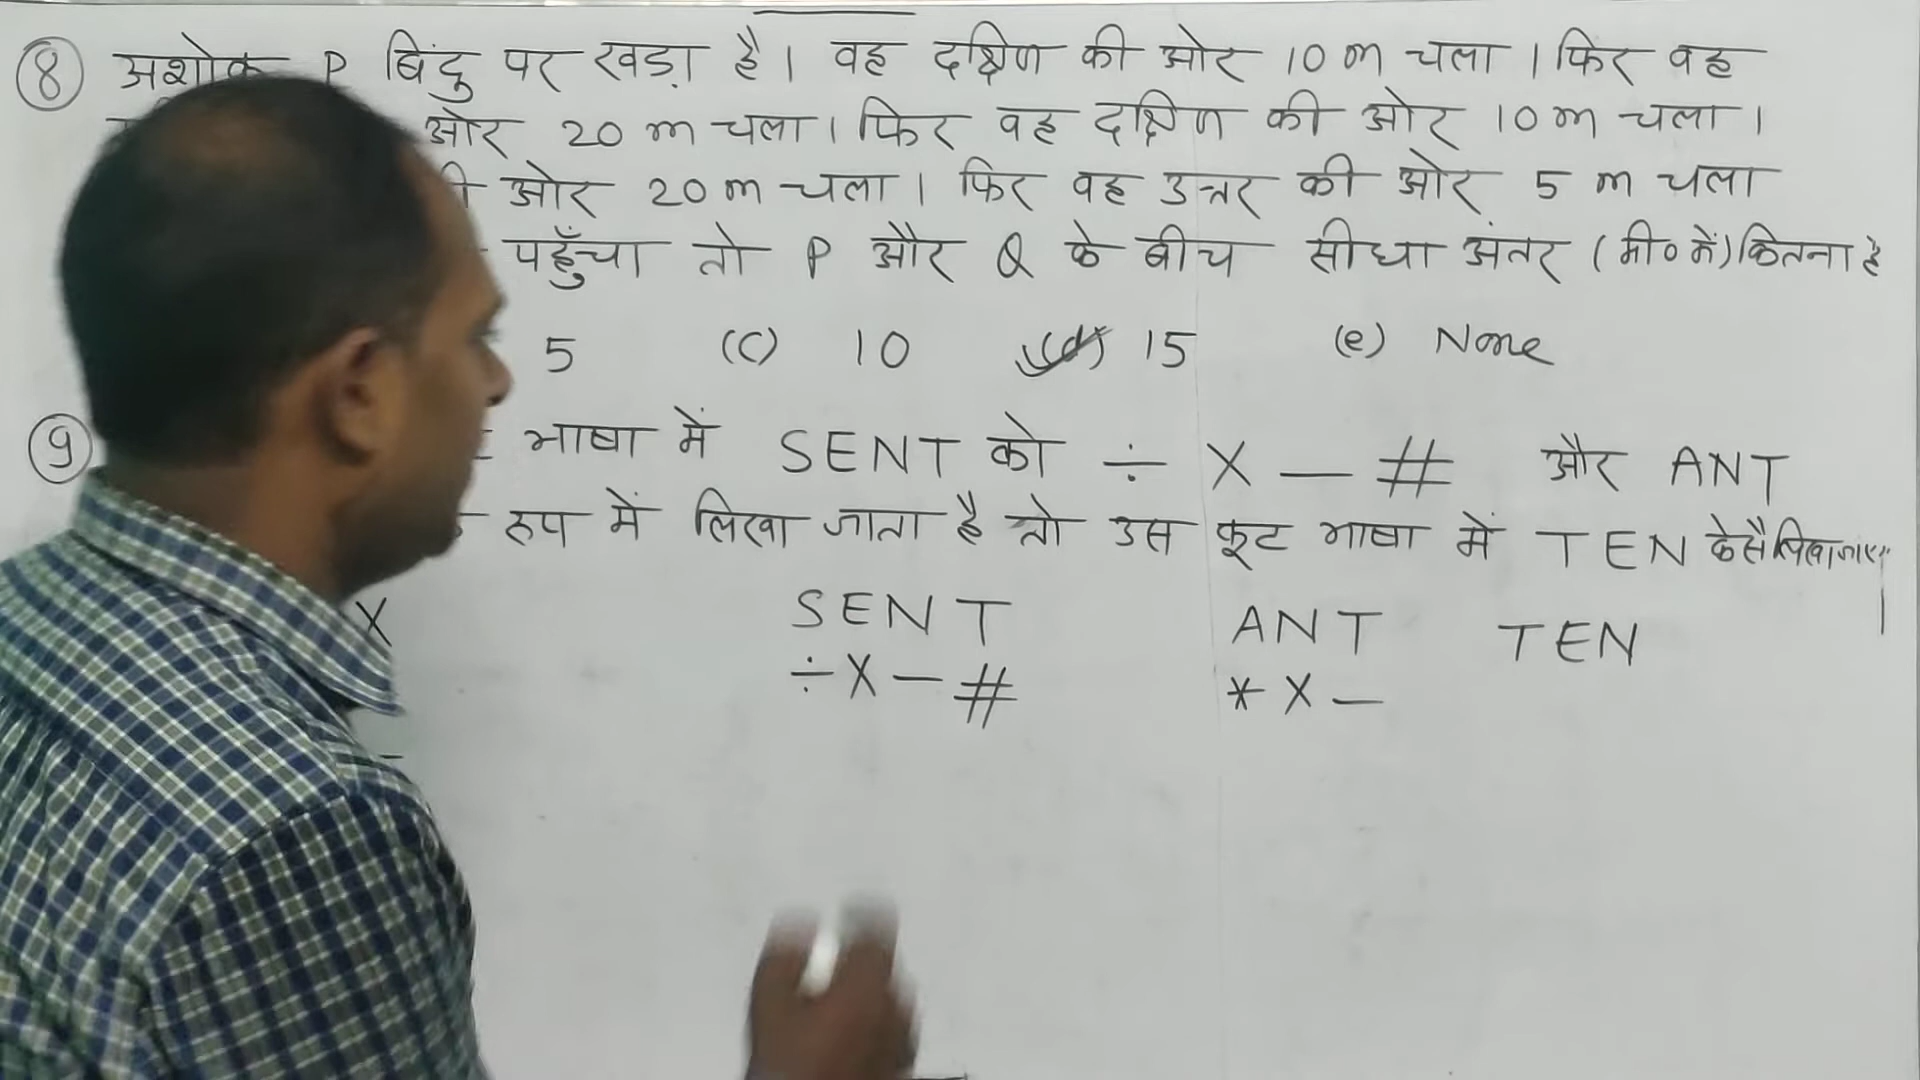 ⑧ अशोक P बिंदु पर खड़ा है। वह दक्षिण की ओर 10 m चला। फिर वह
ओर 20 m चला। फिर वह दक्षिण की ओर 10 m चला।
ओर 20 m चला। फिर वह उत्तर की ओर 5 m चला
पहुँचा तो P और Q के बीच सीधा अंतर (मी० में) कितना है
5 (c) 10 (d) 15 (e) None
⑨ भाषा में SENT को ÷ X — # और ANT
रूप में लिखा जाता है तो उस कूट भाषा में TEN कैसे
X SENT ANT TEN
÷ X — # * X —